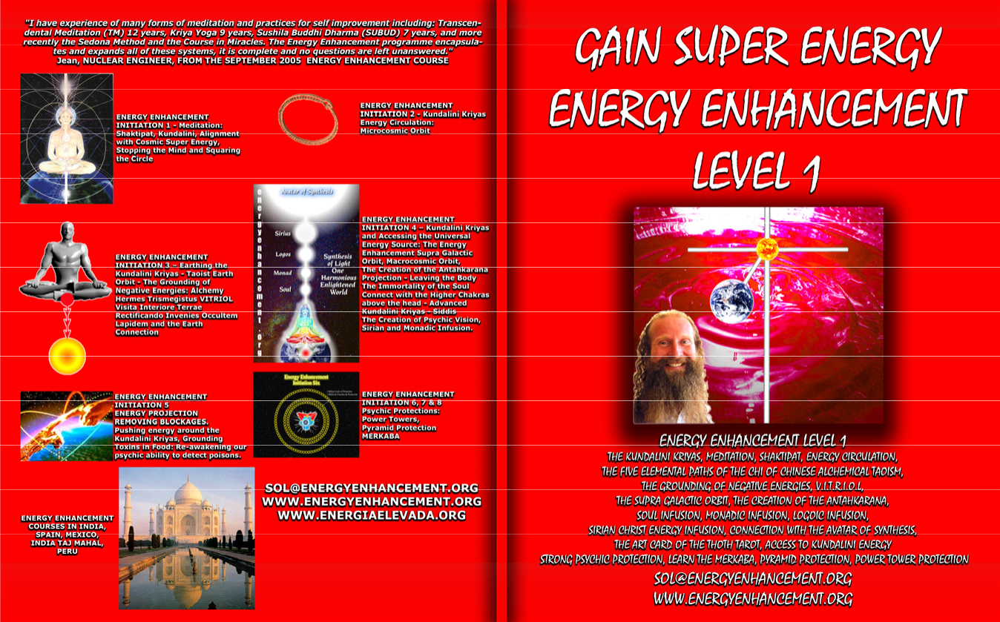 "I have experience of many forms of meditation and practices for self improvement including: Transcen-
dental Meditation (TM) 12 years, Kriya Yoga 9 years, Sushila Buddhi Dharma (SUBUD) 7 years, and more
recently the Sedona Method and the Course in Miracles. The Energy Enhancement programme encapsula-
tes and expands all of these systems, it is complete and no questions are left unanswered."
Jean, NUCLEAR ENGINEER, FROM THE SEPTEMBER 2005 ENERGY ENHANCEMENT COURSE
ENERGY ENHANCEMENT
INITIATION 1 - Meditation:
Shaktipat, Kundalini, Alignment
with Cosmic Super Energy,
Stopping the Mind and Squaring
the Circle
ENERGY ENHANCEMENT
INITIATION 2 - Kundalini Kriyas
Energy Circulation:
Microcosmic Orbit
ENERGY ENHANCEMENT
INITIATION 3 – Earthing the
Kundalini Kriyas - Taoist Earth
Orbit - The Grounding of
Negative Energies: Alchemy
Hermes Trismegistus VITRIOL
Visita Interiore Terrae
Rectificando Invenies Occultem
Lapidem and the Earth
Connection
energyenhancement.org
Avatar of Synthesis
Sirius
Logos
Monad
Soul
Synthesis
of Light
One
Harmonious
Enlightened
World
ENERGY ENHANCEMENT
INITIATION 4 – Kundalini Kriyas
and Accessing the Universal
Energy Source: The Energy
Enhancement Supra Galactic
Orbit, Macrocosmic Orbit,
The Creation of the Antahkarana
Projection - Leaving the Body
The Immortality of the Soul
Connect with the Higher Chakras
above the head - Advanced
Kundalini Kriyas - Siddis
The Creation of Psychic Vision,
Sirian and Monadic Infusion.
ENERGY ENHANCEMENT
INITIATION 5
ENERGY PROJECTION
REMOVING BLOCKAGES.
Pushing energy around the
Kundalini Kriyas, Grounding
Toxins in Food: Re-awakening our
psychic ability to detect poisons.
Energy Enhancement
Initiation Six
ENERGY ENHANCEMENT
INITIATION 6, 7 & 8
Psychic Protections:
Power Towers,
Pyramid Protection
MERKABA
ENERGY ENHANCEMENT
COURSES IN INDIA,
SPAIN, MEXICO,
INDIA TAJ MAHAL,
PERU
SOL@ENERGYENHANCEMENT.ORG
WWW.ENERGYENHANCEMENT.ORG
WWW.ENERGIAELEVADA.ORG
GAIN SUPER ENERGY
ENERGY ENHANCEMENT
LEVEL 1
ENERGY ENHANCEMENT LEVEL 1
THE KUNDALINI KRIYAS, MEDITATION, SHAKTIPAT, ENERGY CIRCULATION,
THE FIVE ELEMENTAL PATHS OF THE CHI OF CHINESE ALCHEMICAL TAOISM,
THE GROUNDING OF NEGATIVE ENERGIES, V.I.T.R.I.O.L,
THE SUPRA GALACTIC ORBIT, THE CREATION OF THE ANTAHKARANA,
SOUL INFUSION, MONADIC INFUSION, LOGOIC INFUSION,
SIRIAN CHRIST ENERGY INFUSION, CONNECTION WITH THE AVATAR OF SYNTHESIS,
THE ART CARD OF THE THOTH TAROT, ACCESS TO KUNDALINI ENERGY
STRONG PSYCHIC PROTECTION, LEARN THE MERKABA, PYRAMID PROTECTION, POWER TOWER PROTECTION
SOL@ENERGYENHANCEMENT.ORG
WWW.ENERGYENHANCEMENT.ORG